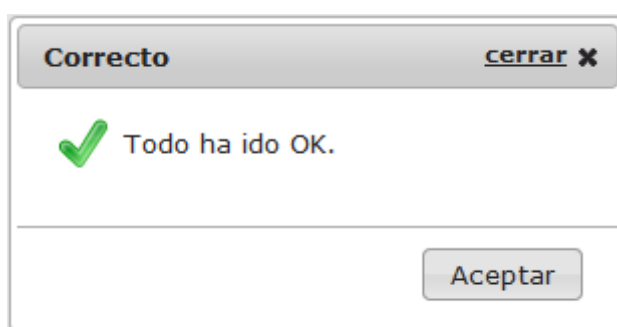 Correcto cerrar ✖
Todo ha ido OK.
Aceptar